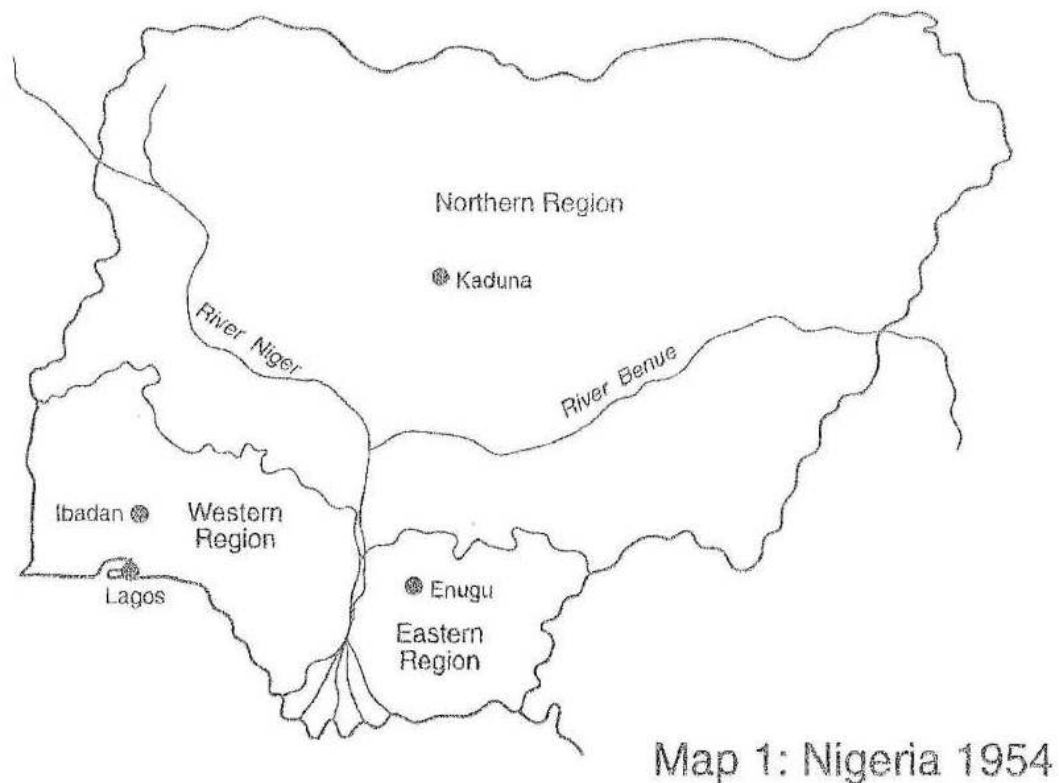 Northern Region
Kaduna
River Niger
River Benue
Ibadan
Western
Region
Lagos
Enugu
Eastern
Region
Map 1: Nigeria 1954